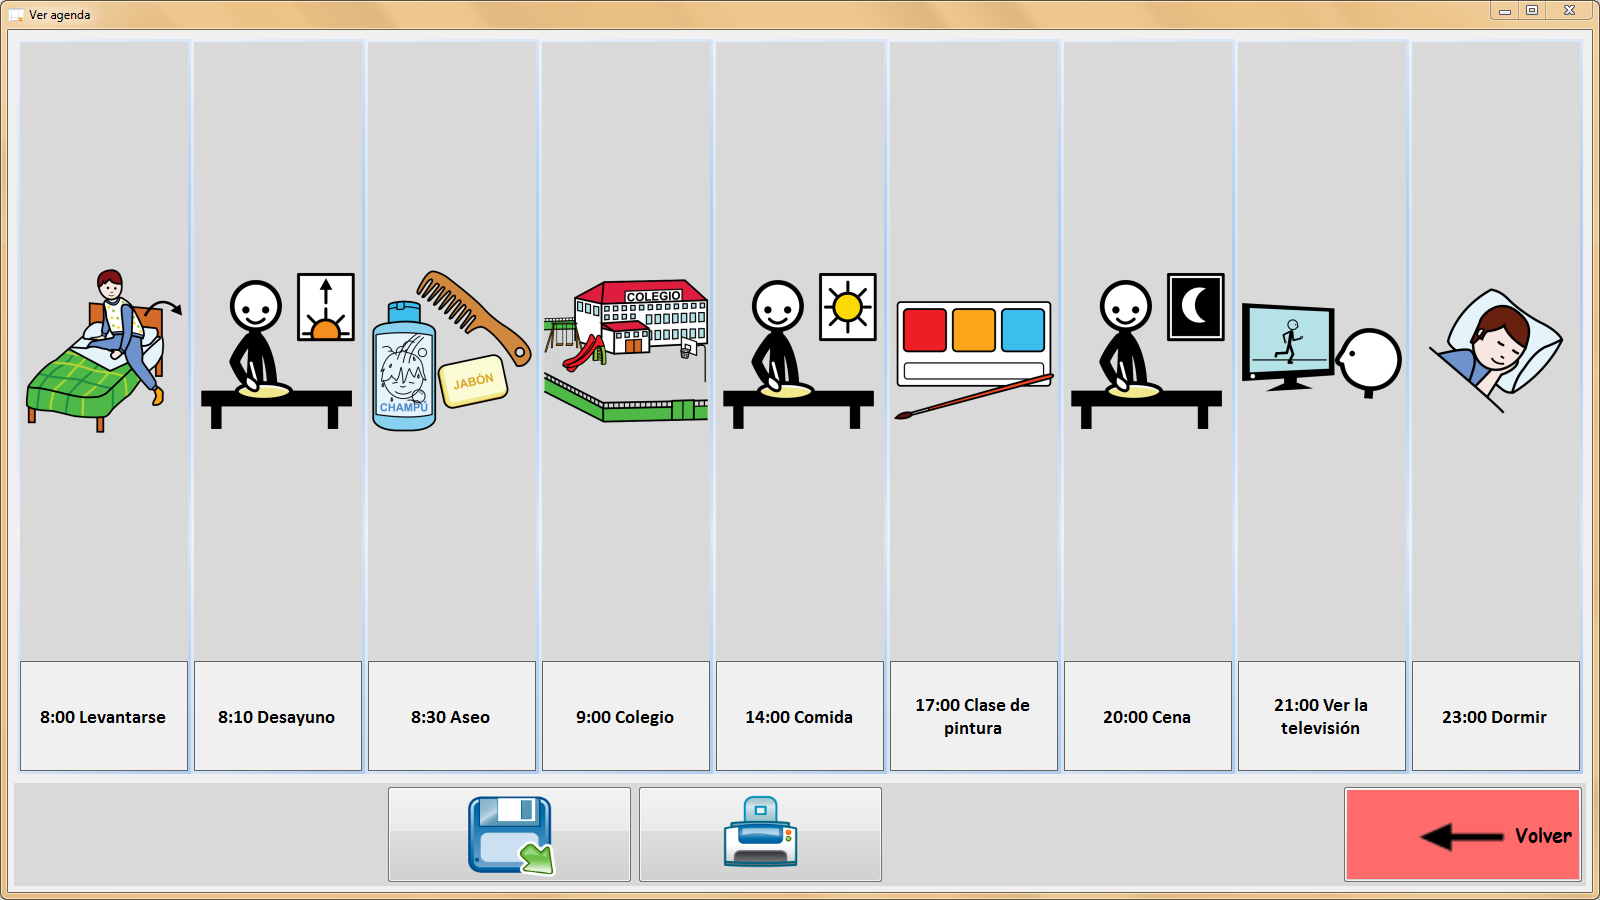 Ver agenda
COLEGIO
JABÓN
CHAMPÚ
8:00 Levantarse
8:10 Desayuno
8:30 Aseo
9:00 Colegio
14:00 Comida
17:00 Clase de
pintura
20:00 Cena
21:00 Ver la
televisión
23:00 Dormir
Volver